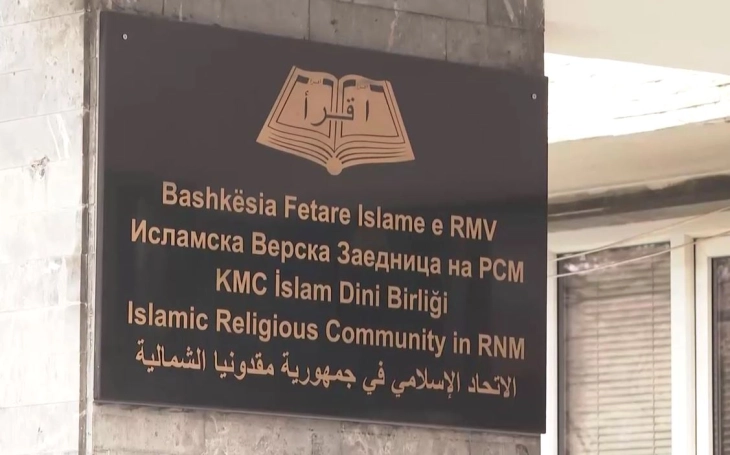 اقرأ
Bashkësia Fetare Islame e RMV
Исламска Верска Заедница на РСМ
KMC İslam Dini Birliği
Islamic Religious Community in RNM
الاتحاد الإسلامي في جمهورية مقدونيا الشمالية